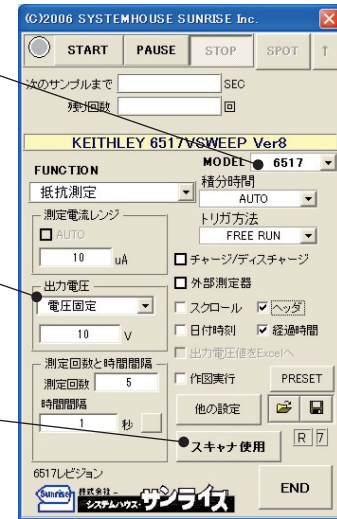 (C)2006 SYSTEMHOUSE SUNRISE Inc.
START PAUSE STOP SPOT ↑
次のサンプルまで SEC
残り回数 回
KEITHLEY 6517VSWEEP Ver8
MODEL 6517
FUNCTION
抵抗測定
積分時間
AUTO
測定電流レンジ
AUTO
10 uA
トリガ方法
FREE RUN
チャージ/ディスチャージ
出力電圧
電圧固定
10 V
外部測定器
スクロール ヘッダ
日付時刻 経過時間
出力電圧値をExcelへ
測定回数と時間間隔
測定回数 5
時間間隔
1 秒
作図実行 PRESET
他の設定
スキャナ使用 R 7
6517レビジョン
Sunrise 株式会社
システムハウス・サンライズ
END